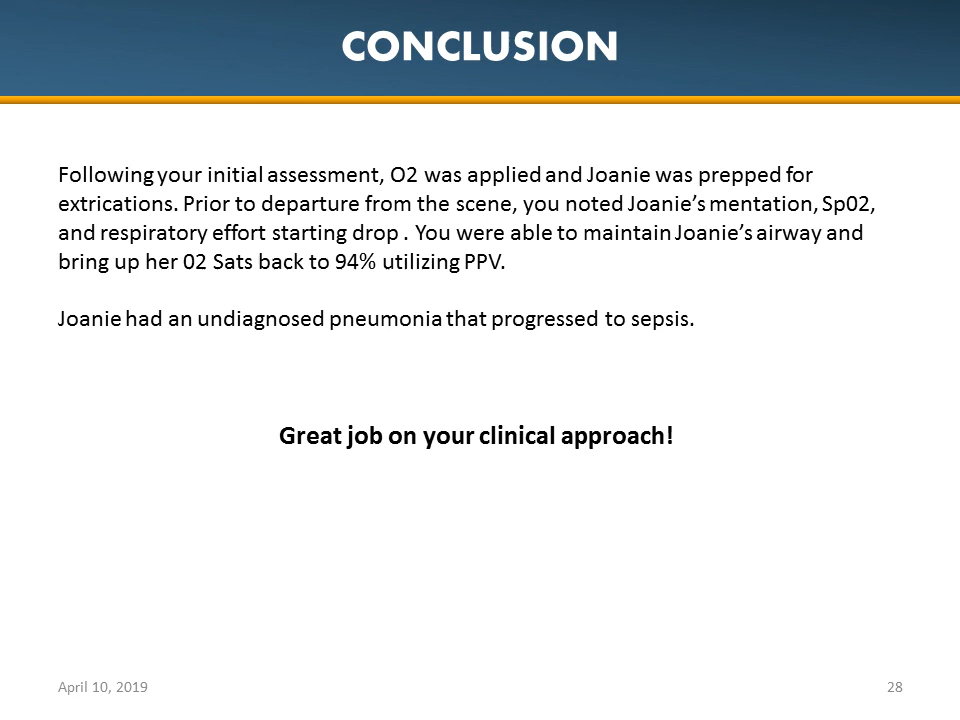 CONCLUSION
Following your initial assessment, O2 was applied and Joanie was prepped for
extrications. Prior to departure from the scene, you noted Joanie’s mentation, Sp02,
and respiratory effort starting drop . You were able to maintain Joanie’s airway and
bring up her 02 Sats back to 94% utilizing PPV.
Joanie had an undiagnosed pneumonia that progressed to sepsis.
Great job on your clinical approach!
April 10, 2019
28